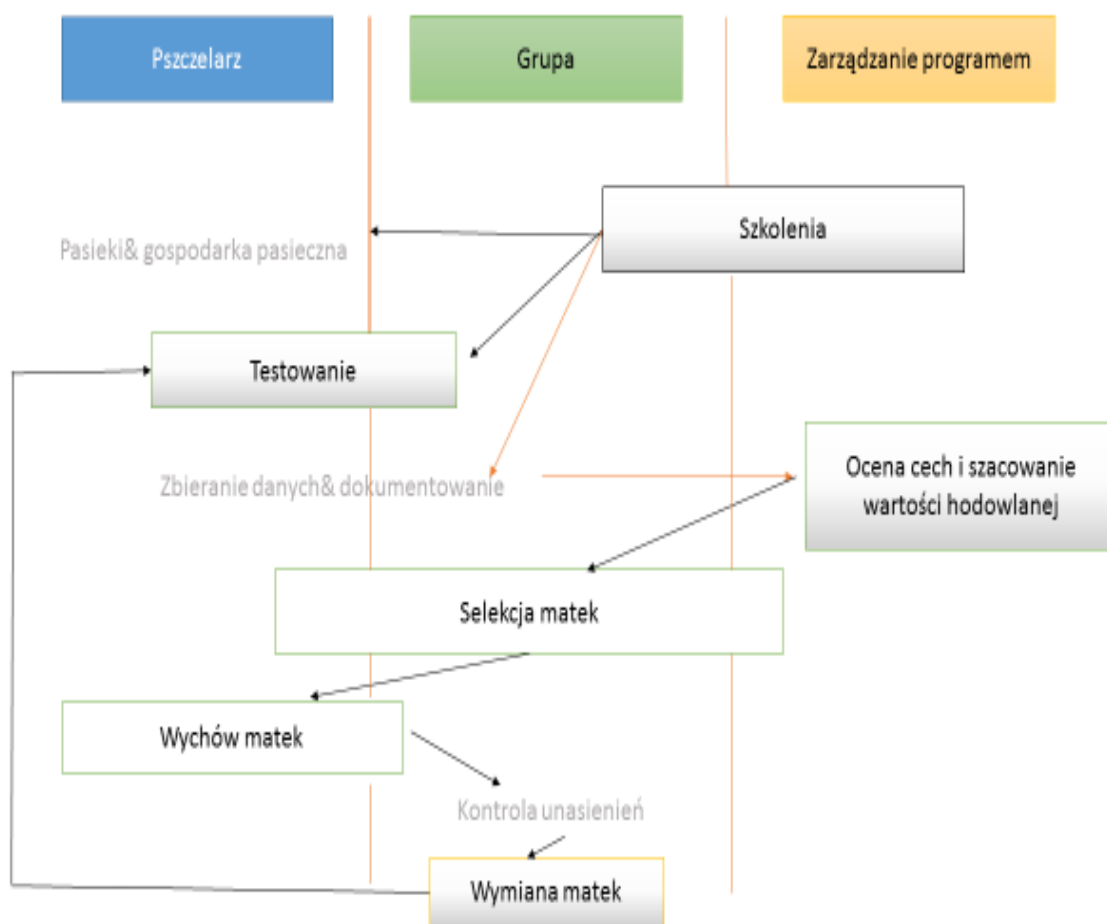 Pszczelarz
Grupa
Zarządzanie programem
Szkolenia
Pasieki& gospodarka pasieczna
Testowanie
Ocena cech i szacowanie
wartości hodowlanej
Zbieranie danych& dokumentowanie
Selekcja matek
Wychów matek
Kontrola unasienień
Wymiana matek